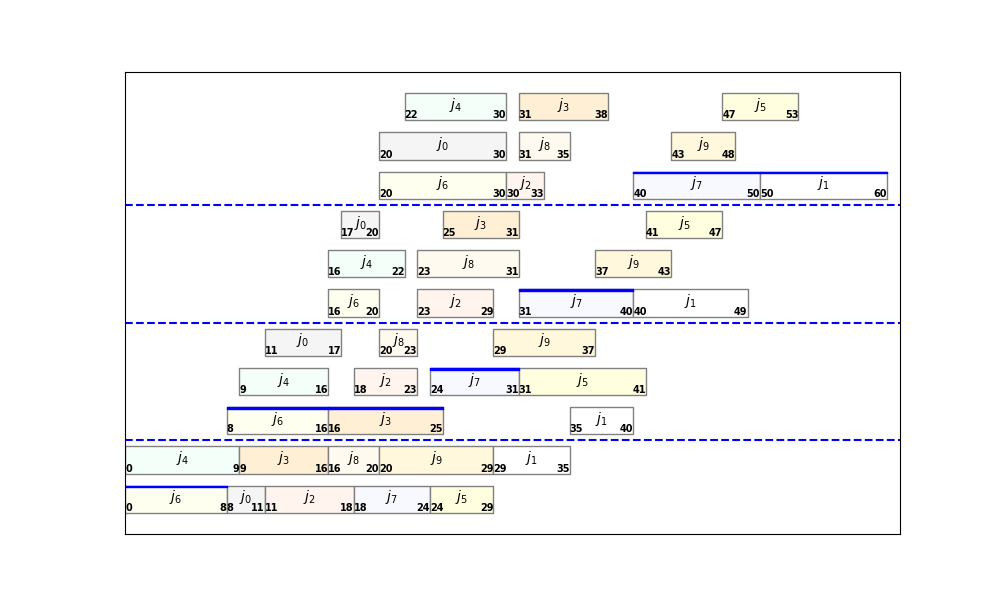 j4 22 30 j3 31 38 j5 47 53
j0 20 30 j8 31 35 j9 43 48
j6 20 30 j2 30 33 j7 40 50 j1 50 60
j0 17 20 j3 25 31 j5 41 47
j4 16 22 j8 23 31 j9 37 43
j6 16 20 j2 23 29 j7 31 40 j1 40 49
j0 11 17 j8 20 23 j9 29 37
j4 9 16 j2 18 23 j7 24 31 j5 31 41
j6 8 16 j3 16 25 j1 35 40
j4 0 9 j3 9 16 j8 16 20 j9 20 29 j1 29 35
j6 0 8 j0 8 11 j2 11 18 j7 18 24 j5 24 29